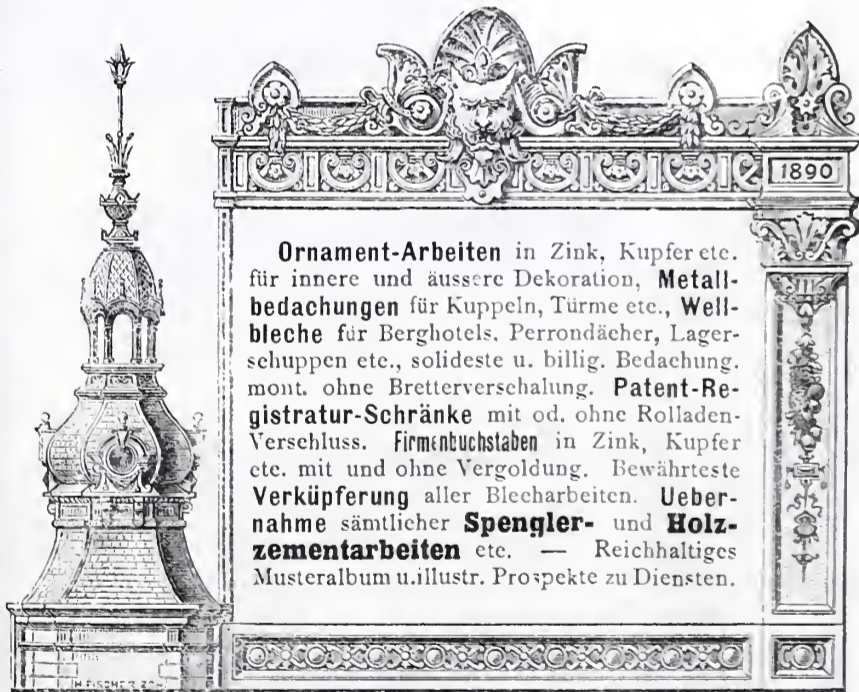 1890
Ornament-Arbeiten in Zink, Kupfer etc.
für innere und äussere Dekoration, Metall-
bedachungen für Kuppeln, Türme etc., Well-
bleche für Berghotels. Perrondächer, Lager-
schuppen etc., solideste u. billig. Bedachung.
mont. ohne Bretterverschalung. Patent-Re-
gistratur-Schränke mit od. ohne Rolladen-
Verschluss. Firmenbuchstaben in Zink, Kupfer
etc. mit und ohne Vergoldung. Bewährteste
Verküpferung aller Blecharbeiten. Ueber-
nahme sämtlicher Spengler- und Holz-
zementarbeiten etc. — Reichhaltiges
Musteralbum u.illustr. Prospekte zu Diensten.
H.FISCHER